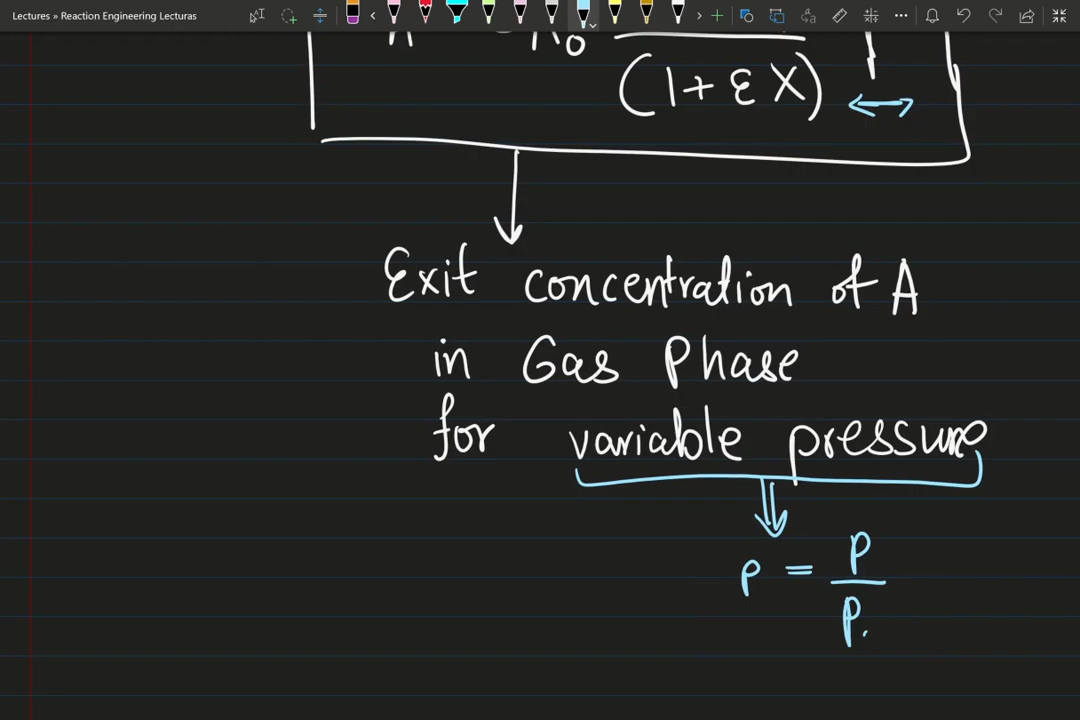 Lectures » Reaction Engineering Lecturas
(1+ εX)
Exit concentration of A
in Gas Phase
for variable pressure
p = P
P.